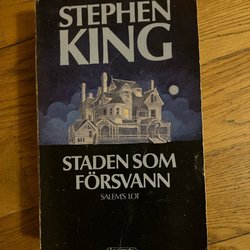 STEPHEN
KING
STADEN SOM
FÖRSVANN
SALEM'S LOT